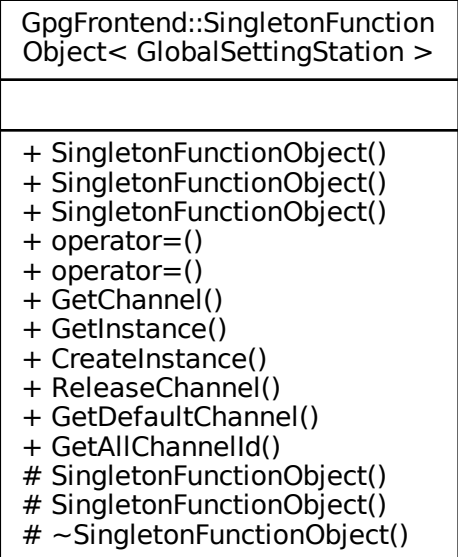 GpgFrontend::SingletonFunction
Object< GlobalSettingStation >
+ SingletonFunctionObject()
+ SingletonFunctionObject()
+ SingletonFunctionObject()
+ operator=()
+ operator=()
+ GetChannel()
+ GetInstance()
+ CreateInstance()
+ ReleaseChannel()
+ GetDefaultChannel()
+ GetAllChannelId()
# SingletonFunctionObject()
# SingletonFunctionObject()
# ~SingletonFunctionObject()